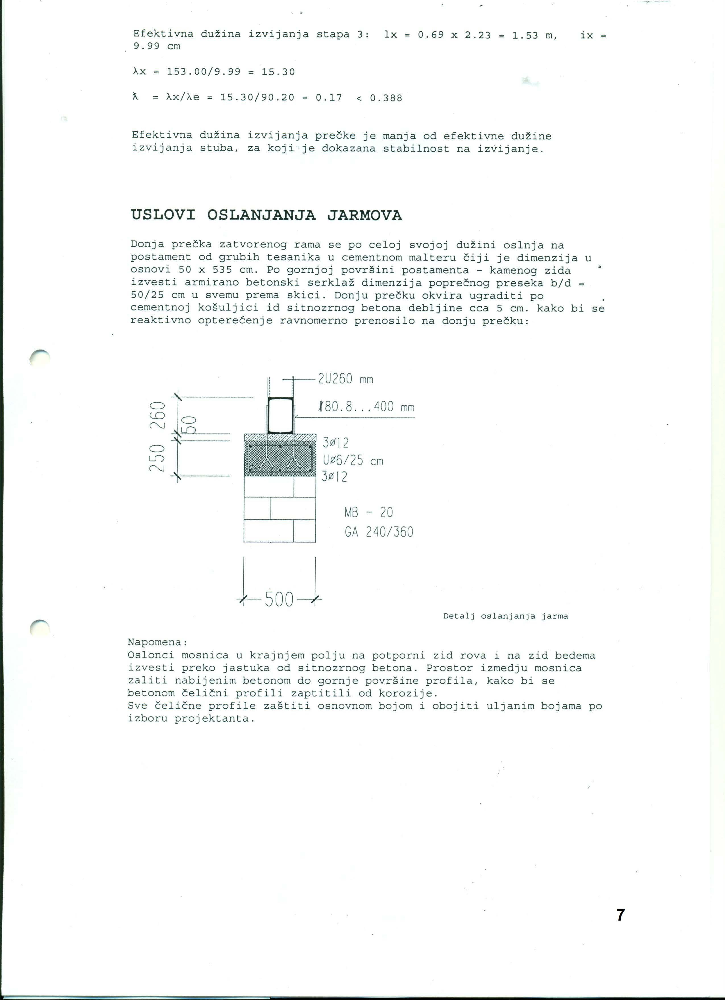 Efektivna dužina izvijanja stapa 3: lx = 0.69 x 2.23 = 1.53 m, ix =
9.99 cm
λx = 153.00/9.99 = 15.30
λ = λx/λe = 15.30/90.20 = 0.17 < 0.388
Efektivna dužina izvijanja prečke je manja od efektivne dužine
izvijanja stuba, za koji je dokazana stabilnost na izvijanje.
USLOVI OSLANJANJA JARMOVA
Donja prečka zatvorenog rama se po celoj svojoj dužini oslnja na
postament od grubih tesanika u cementnom malteru čiji je dimenzija u
osnovi 50 x 535 cm. Po gornjoj površini postamenta - kamenog zida
izvesti armirano betonski serklaž dimenzija poprečnog preseka b/d =
50/25 cm u svemu prema skici. Donju prečku okvira ugraditi po
cementnoj košuljici id sitnozrnog betona debljine cca 5 cm. kako bi se
reaktivno opterećenje ravnomerno prenosilo na donju prečku:
2U260 mm
80.8...400 mm
260
50
250
3ø12
Uø6/25 cm
3ø12
MB - 20
GA 240/360
500
Detalj oslanjanja jarma
Napomena:
Oslonci mosnica u krajnjem polju na potporni zid rova i na zid bedema
izvesti preko jastuka od sitnozrnog betona. Prostor izmedju mosnica
zaliti nabijenim betonom do gornje površine profila, kako bi se
betonom čelični profili zaptitili od korozije.
Sve čelične profile zaštiti osnovnom bojom i obojiti uljanim bojama po
izboru projektanta.
7